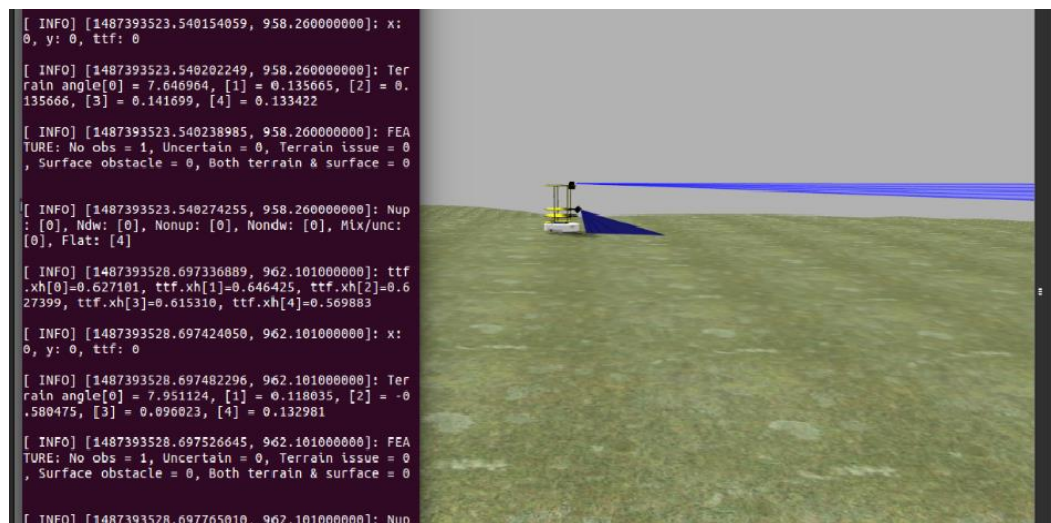 [ INFO] [1487393523.540154059, 958.260000000]: x:
0, y: 0, ttf: 0
[ INFO] [1487393523.540202249, 958.260000000]: Ter
rain angle[0] = 7.646964, [1] = 0.135665, [2] = 0.
135666, [3] = 0.141699, [4] = 0.133422
[ INFO] [1487393523.540238985, 958.260000000]: FEA
TURE: No obs = 1, Uncertain = 0, Terrain issue = 0
, Surface obstacle = 0, Both terrain & surface = 0
[ INFO] [1487393523.540274255, 958.260000000]: Nup
: [0], Ndw: [0], Nonup: [0], Nondw: [0], Mix/unc:
[0], Flat: [4]
[ INFO] [1487393528.697336889, 962.101000000]: ttf
.xh[0]=0.627101, ttf.xh[1]=0.646425, ttf.xh[2]=0.6
27399, ttf.xh[3]=0.615310, ttf.xh[4]=0.569883
[ INFO] [1487393528.697424050, 962.101000000]: x:
0, y: 0, ttf: 0
[ INFO] [1487393528.697482296, 962.101000000]: Ter
rain angle[0] = 7.951124, [1] = 0.118035, [2] = -0
.580475, [3] = 0.096023, [4] = 0.132981
[ INFO] [1487393528.697526645, 962.101000000]: FEA
TURE: No obs = 1, Uncertain = 0, Terrain issue = 0
, Surface obstacle = 0, Both terrain & surface = 0
[ INFO] [1487393528.697765010, 962.101000000]: Nup